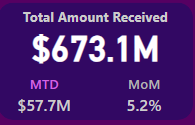 Total Amount Received
$673.1M
MTD MoM
$57.7M 5.2%